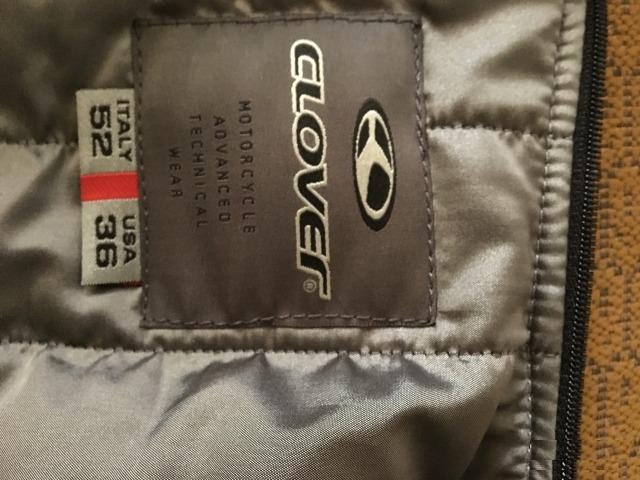 CLOVER®
MOTORCYCLE
ADVANCED
TECHNICAL
WEAR
ITALY
52
USA
36